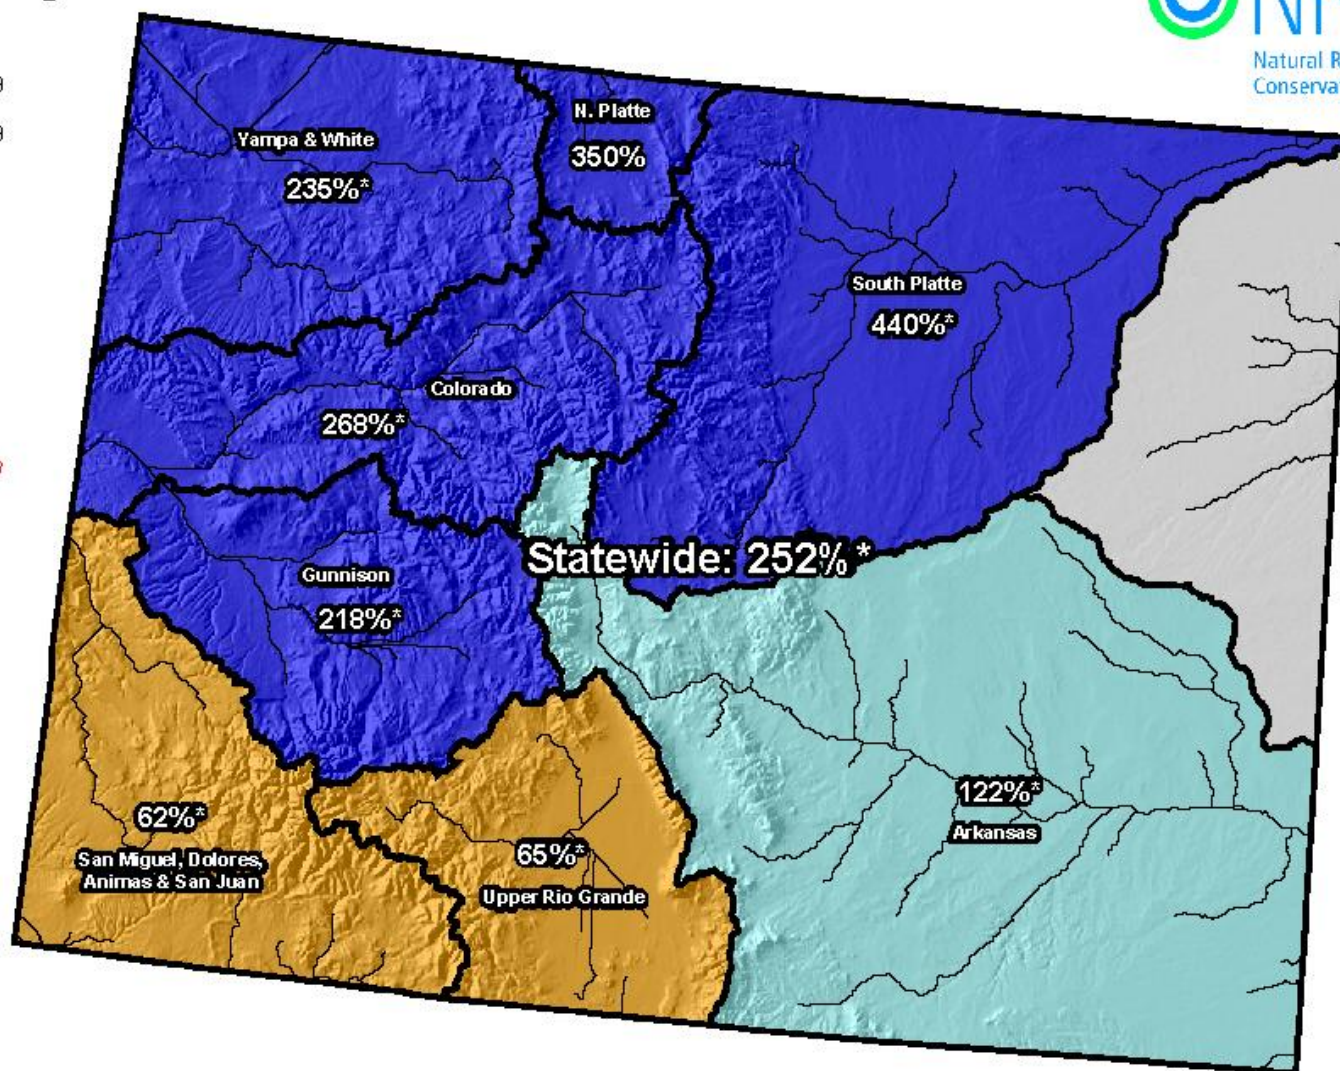 Natural
Conserva
N. Platte
350%
Yampa & White
235%*
South Platte
440%*
Colorado
268%*
Statewide: 252%*
Gunnison
218%*
122%*
Arkansas
62%*
San Miguel, Dolores,
Animas & San Juan
65%*
Upper Rio Grande